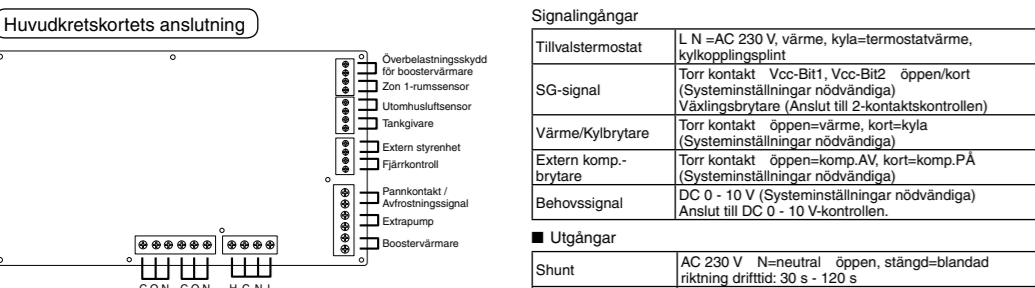 Huvudkretskortets anslutning
Överbelastningsskydd
för boostervärmare
Zon 1-rumssensor
Utomhusluftsensor
Tankgivare
Extern styrenhet
Fjärrkontroll
Pannkontakt /
Avfrostningssignal
Extrapump
Boostervärmare
C O N C O N H C N L
Signalingångar
Tillvalstermostat
L N =AC 230 V, värme, kyla=termostatvärme,
kylkopplingsplint
SG-signal
Torr kontakt Vcc-Bit1, Vcc-Bit2 öppen/kort
(Systeminställningar nödvändiga)
Växlingsbrytare (Anslut till 2-kontaktskontrollen)
Värme/Kylbrytare
Torr kontakt öppen=värme, kort=kyla
(Systeminställningar nödvändiga)
Extern komp.-
brytare
Torr kontakt öppen=komp.AV, kort=komp.PÅ
(Systeminställningar nödvändiga)
Behovssignal
DC 0 - 10 V (Systeminställningar nödvändiga)
Anslut till DC 0 - 10 V-kontrollen.
■ Utgångar
Shunt
AC 230 V N=neutral öppen, stängd=blandad
riktning drifttid: 30 s - 120 s